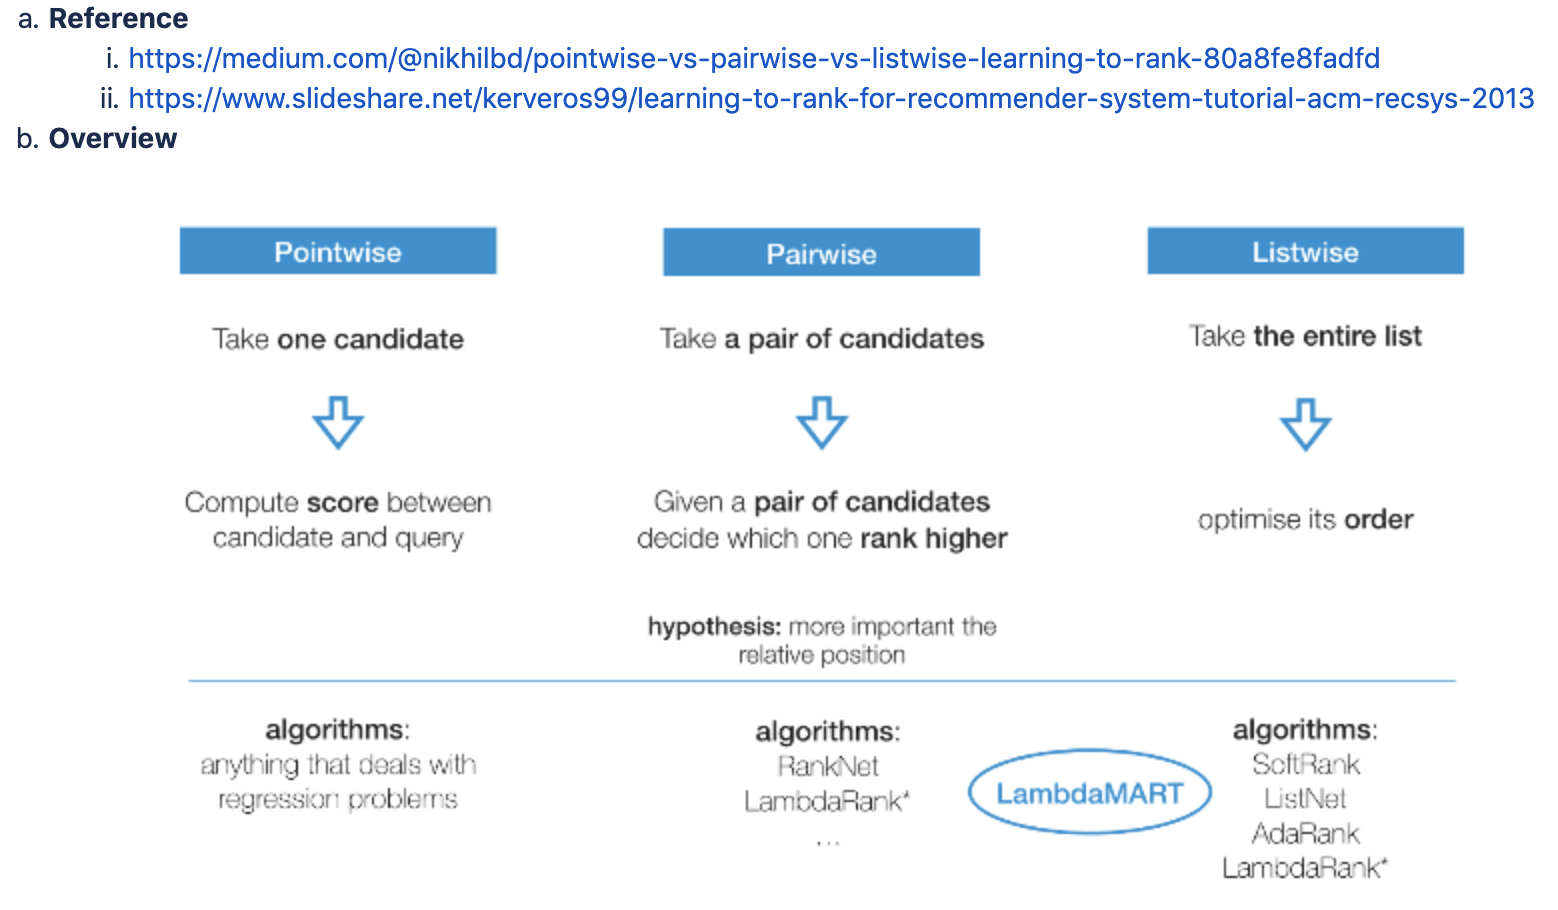 a. Reference
i. https://medium.com/@nikhilbd/pointwise-vs-pairwise-vs-listwise-learning-to-rank-80a8fe8fadfd
ii. https://www.slideshare.net/kerveros99/learning-to-rank-for-recommender-system-tutorial-acm-recsys-2013
b. Overview
Pointwise
Take one candidate
Compute score between
candidate and query
algorithms:
anything that deals with
regression problems
Pairwise
Take a pair of candidates
Given a pair of candidates
decide which one rank higher
hypothesis: more important the
relative position
algorithms:
RankNet
LambdaRank*
...
LambdaMART
Listwise
Take the entire list
optimise its order
algorithms:
SoftRank
ListNet
AdaRank
LambdaRank*